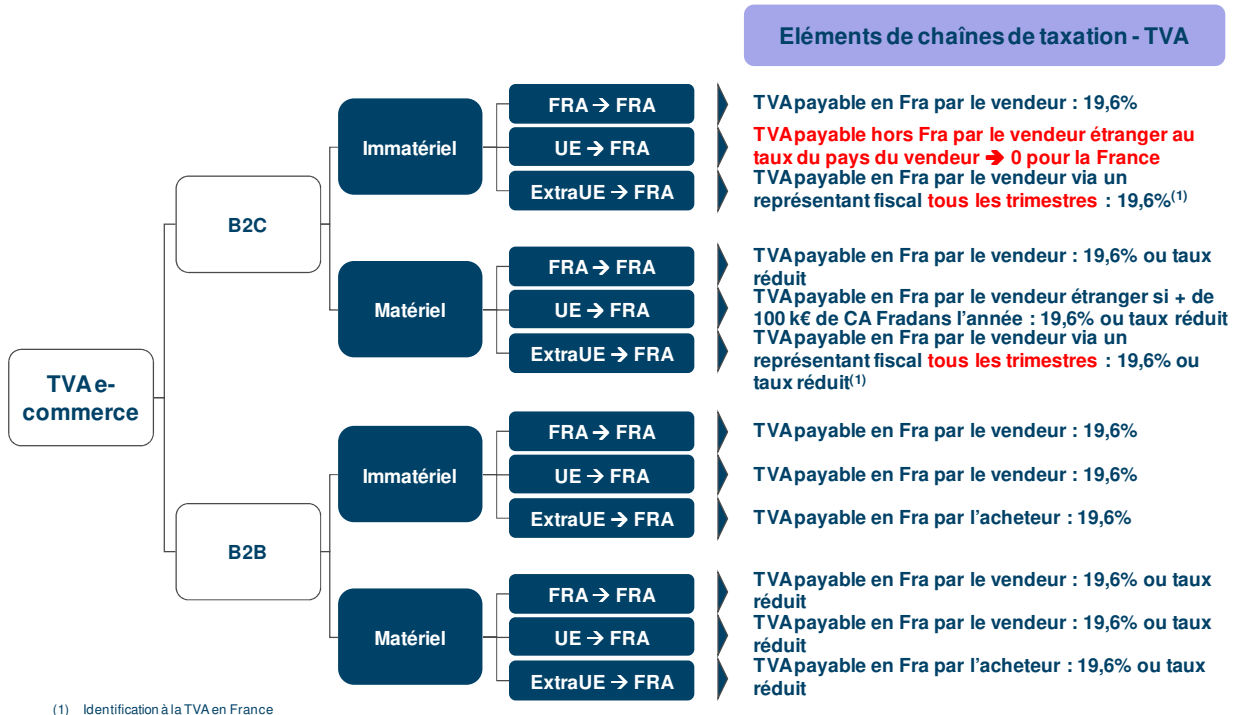 Eléments de chaînes de taxation - TVA
TVA e-
commerce
B2C
Immatériel
FRA → FRA
TVA payable en Fra par le vendeur : 19,6%
UE → FRA
TVA payable hors Fra par le vendeur étranger au
taux du pays du vendeur → 0 pour la France
ExtraUE → FRA
TVA payable en Fra par le vendeur via un
représentant fiscal tous les trimestres : 19,6%(1)
Matériel
FRA → FRA
TVA payable en Fra par le vendeur : 19,6% ou taux
réduit
UE → FRA
TVA payable en Fra par le vendeur étranger si + de
100 k€ de CA Fradans l'année : 19,6% ou taux réduit
ExtraUE → FRA
TVA payable en Fra par le vendeur via un
représentant fiscal tous les trimestres : 19,6% ou
taux réduit(1)
B2B
Immatériel
FRA → FRA
TVA payable en Fra par le vendeur : 19,6%
UE → FRA
TVA payable en Fra par le vendeur : 19,6%
ExtraUE → FRA
TVA payable en Fra par l'acheteur : 19,6%
Matériel
FRA → FRA
TVA payable en Fra par le vendeur : 19,6% ou taux
réduit
UE → FRA
TVA payable en Fra par le vendeur : 19,6% ou taux
réduit
ExtraUE → FRA
TVA payable en Fra par l'acheteur : 19,6% ou taux
réduit
(1) Identification à la TVA en France